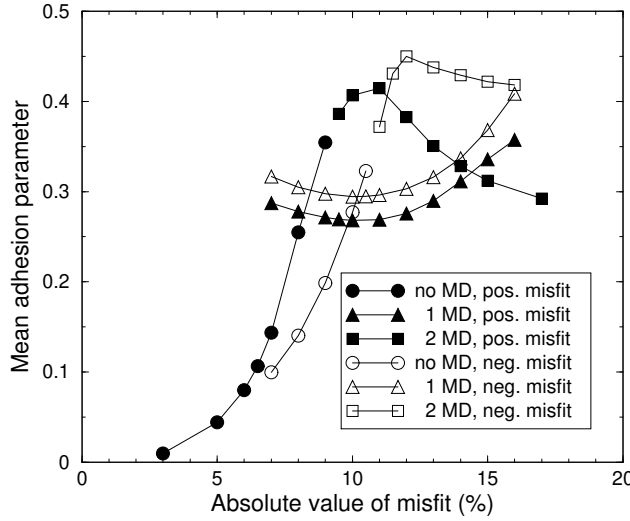 0.5
0.4
0.3
0.2
0.1
0
Mean adhesion parameter
no MD, pos. misfit
1 MD, pos. misfit
2 MD, pos. misfit
no MD, neg. misfit
1 MD, neg. misfit
2 MD, neg. misfit
0 5 10 15 20
Absolute value of misfit (%)